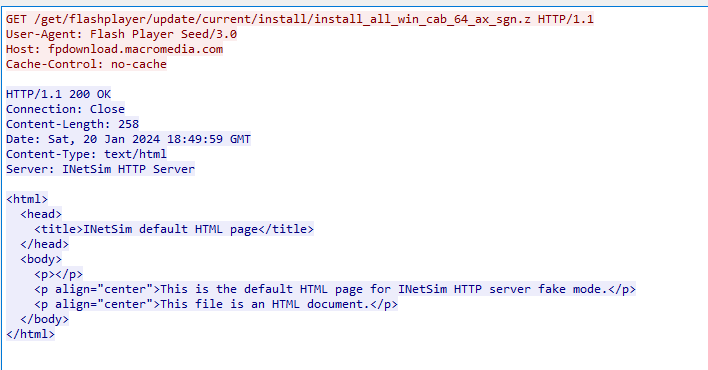 GET /get/flashplayer/update/current/install/install_all_win_cab_64_ax_sgn.z HTTP/1.1
User-Agent: Flash Player Seed/3.0
Host: fpdownload.macromedia.com
Cache-Control: no-cache

HTTP/1.1 200 OK
Connection: Close
Content-Length: 258
Date: Sat, 20 Jan 2024 18:49:59 GMT
Content-Type: text/html
Server: INetSim HTTP Server

<html>
  <head>
    <title>INetSim default HTML page</title>
  </head>
  <body>
    <p></p>
    <p align="center">This is the default HTML page for INetSim HTTP server fake mode.</p>
    <p align="center">This file is an HTML document.</p>
  </body>
</html>